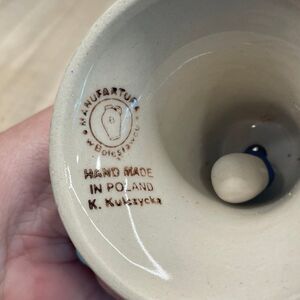 MANUFAKTURA
w Bolesławcu
HAND MADE
IN POLAND
K. Kulczycka